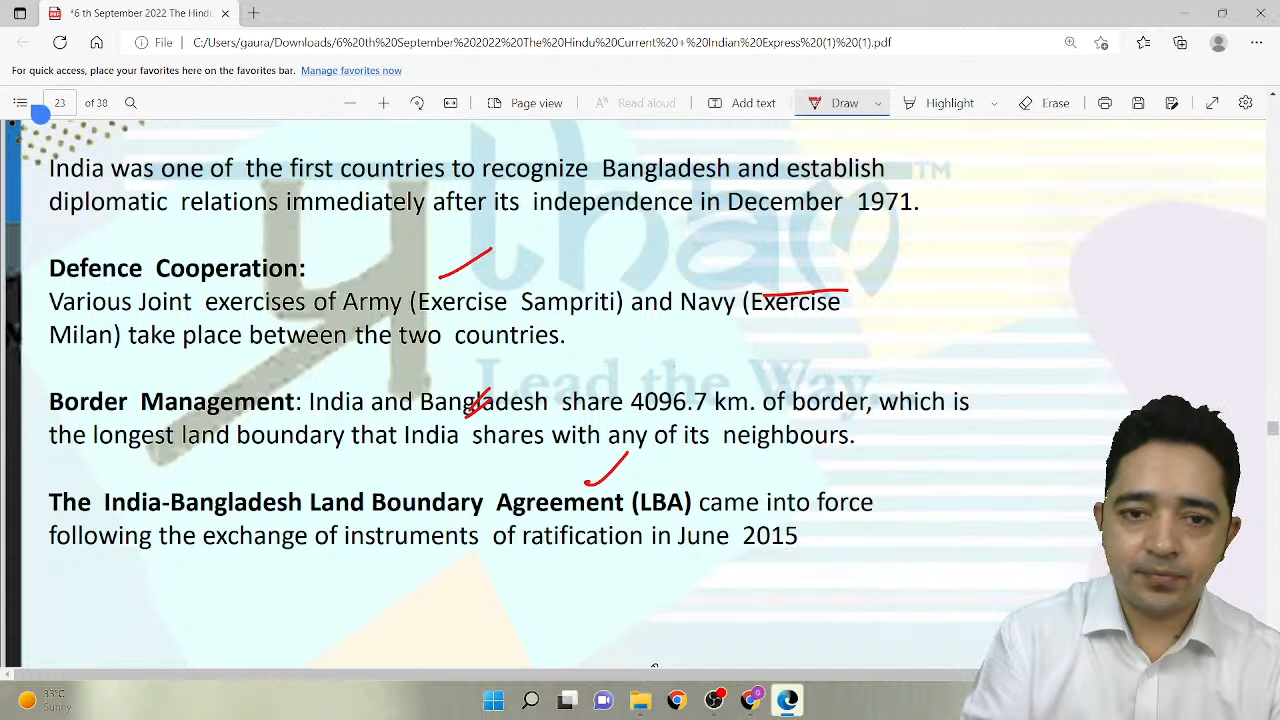 *6 th September 2022 The Hindu
File C:/Users/gaura/Downloads/6%20th%20September%202022%20The%20Hindu%20Current%20+%20Indian%20Express%20(1)%20(1).pdf
For quick access, place your favorites here on the favorites bar. Manage favorites now
23 of 38 Page view Read aloud Add text Draw Highlight Erase
India was one of the first countries to recognize Bangladesh and establish
diplomatic relations immediately after its independence in December 1971.
Defence Cooperation:
Various Joint exercises of Army (Exercise Sampriti) and Navy (Exercise
Milan) take place between the two countries.
Border Management: India and Bangladesh share 4096.7 km. of border, which is
the longest land boundary that India shares with any of its neighbours.
The India-Bangladesh Land Boundary Agreement (LBA) came into force
following the exchange of instruments of ratification in June 2015
प्रtham TM
Lead the Way.
33°C
Sunny